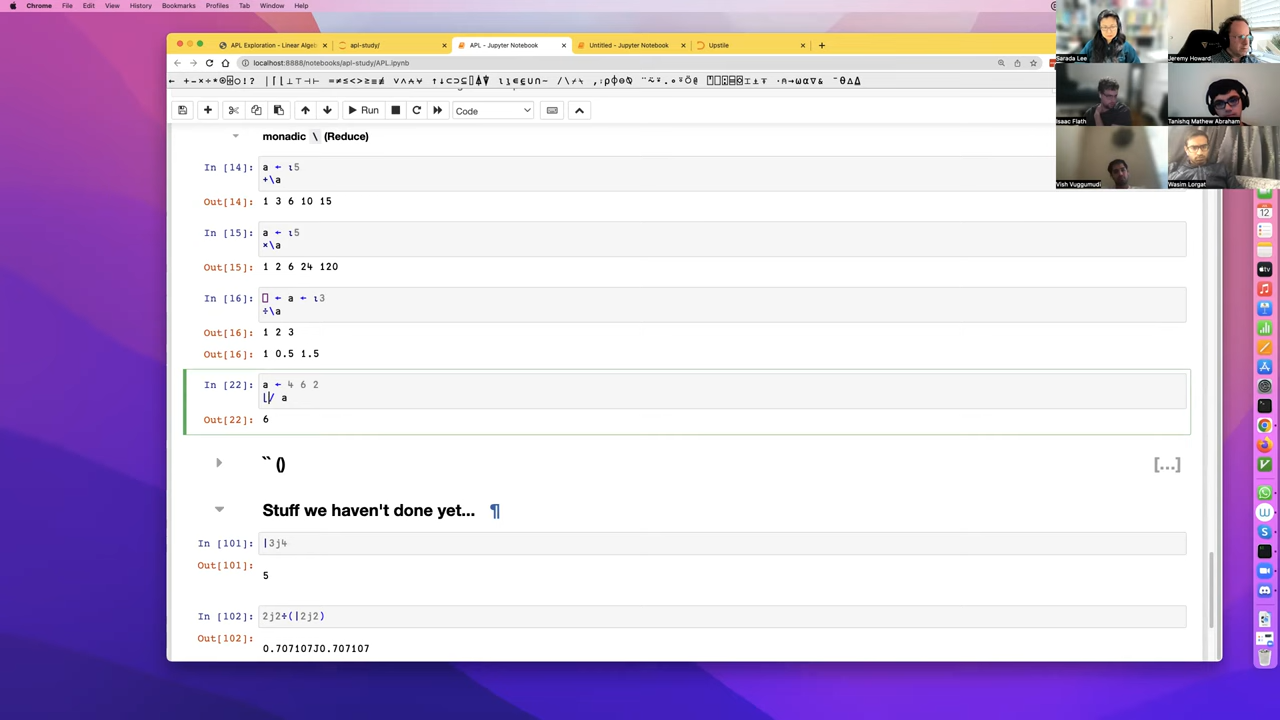 Chrome File Edit View History Bookmarks Profiles Tab Window Help
APL Exploration - Linear Algeb
apl-study/
APL - Jupyter Notebook
Untitled - Jupyter Notebook
Upstile
localhost:8888/notebooks/apl-study/APL.ipynb
Run
Code
monadic \ (Reduce)
In [14]: a ← ⍳5
+\a
Out[14]: 1 3 6 10 15
In [15]: a ← ⍳5
×\a
Out[15]: 1 2 6 24 120
In [16]: ⎕ ← a ← ⍳3
÷\a
Out[16]: 1 2 3
Out[16]: 1 0.5 1.5
In [22]: a ← 4 6 2
⌊/ a
Out[22]: 6
`` ()
[...]
Stuff we haven't done yet... ¶
In [101]: |3j4
Out[101]: 5
In [102]: 2j2÷(|2j2)
Out[102]: 0.707107J0.707107
Sarada Lee
Jeremy Howard
Isaac Flath
Tanishq Mathew Abraham
Vish Vuggumudi
Wasim Lorgat
12
tv